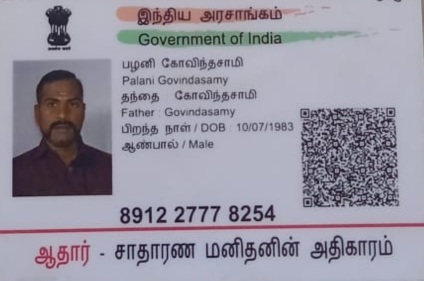 இந்திய அரசாங்கம்
Government of India
பழனி கோவிந்தசாமி
Palani Govindasamy
தந்தை கோவிந்தசாமி
Father : Govindasamy
பிறந்த நாள் / DOB : 10/07/1983
ஆண்பால் / Male
8912 2777 8254
ஆதார் - சாதாரண மனிதனின் அதிகாரம்